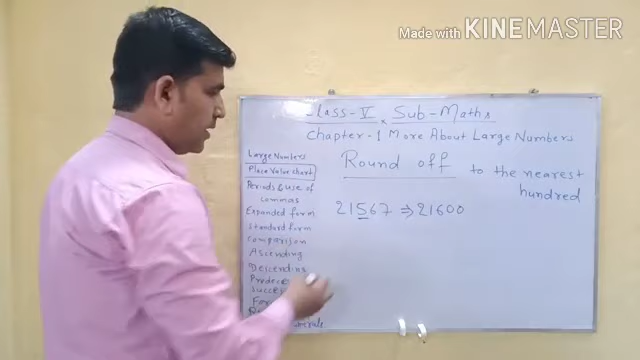 Made with KINEMASTER
Class-V Sub-Maths
Chapter-1 More About Large Numbers
Large Numbers
Place Value Chart
Periods & use of
commas
Expanded form
Standard form
Comparison
Ascending
Round off to the nearest
hundred
21567 ⇒ 21600